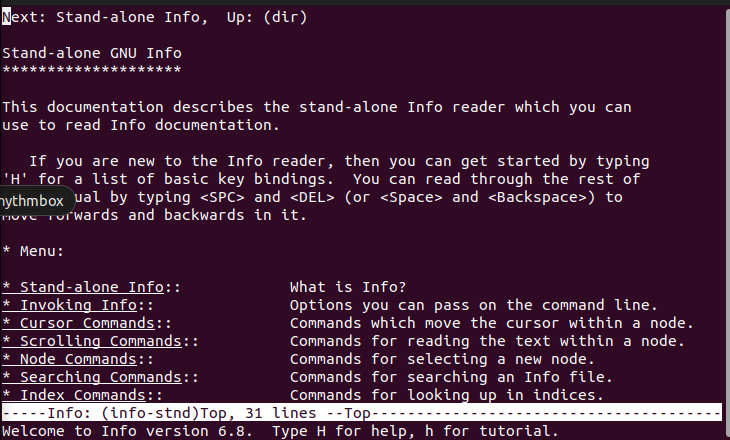 Next: Stand-alone Info,  Up: (dir)
Stand-alone GNU Info
********************
This documentation describes the stand-alone Info reader which you can
use to read Info documentation.
If you are new to the Info reader, then you can get started by typing
'H' for a list of basic key bindings.  You can read through the rest of
hythmbox
ual by typing <SPC> and <DEL> (or <Space> and <Backspace>) to
move forwards and backwards in it.
* Menu:
* Stand-alone Info::            What is Info?
* Invoking Info::               Options you can pass on the command line.
* Cursor Commands::             Commands which move the cursor within a node.
* Scrolling Commands::          Commands for reading the text within a node.
* Node Commands::               Commands for selecting a new node.
* Searching Commands::          Commands for searching an Info file.
* Index Commands::              Commands for looking up in indices.
-----Info: (info-stnd)Top, 31 lines --Top---------------------------------------
Welcome to Info version 6.8.  Type H for help, h for tutorial.